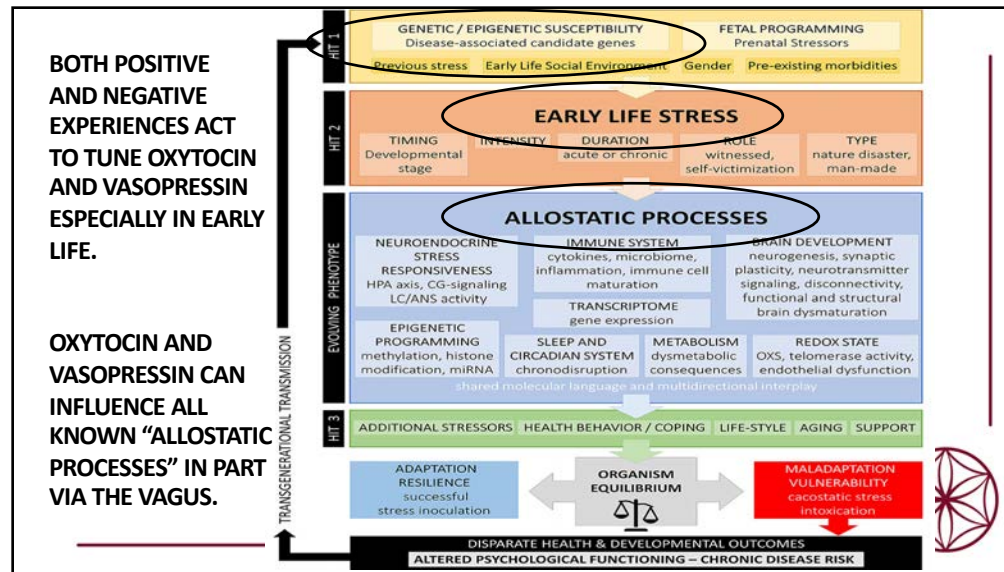 BOTH POSITIVE
AND NEGATIVE
EXPERIENCES ACT
TO TUNE OXYTOCIN
AND VASOPRESSIN
ESPECIALLY IN EARLY
LIFE.
OXYTOCIN AND
VASOPRESSIN CAN
INFLUENCE ALL
KNOWN “ALLOSTATIC
PROCESSES” IN PART
VIA THE VAGUS.
TRANSGENERATIONAL TRANSMISSION
HIT 1
GENETIC / EPIGENETIC SUSCEPTIBILITY
Disease-associated candidate genes
FETAL PROGRAMMING
Prenatal Stressors
Previous stress
Early Life Social Environment
Gender
Pre-existing morbidities
HIT 2
EARLY LIFE STRESS
TIMING
Developmental
stage
INTENSITY
DURATION
acute or chronic
ROLE
witnessed,
self-victimization
TYPE
nature disaster,
man-made
EVOLVING PHENOTYPE
ALLOSTATIC PROCESSES
NEUROENDOCRINE
STRESS
RESPONSIVENESS
HPA axis, CG-signaling
LC/ANS activity
IMMUNE SYSTEM
cytokines, microbiome,
inflammation, immune cell
maturation
BRAIN DEVELOPMENT
neurogenesis, synaptic
plasticity, neurotransmitter
signaling, disconnectivity,
functional and structural
brain dysmaturation
TRANSCRIPTOME
gene expression
EPIGENETIC
PROGRAMMING
methylation, histone
modification, miRNA
SLEEP AND
CIRCADIAN SYSTEM
chronodisruption
METABOLISM
dysmetabolic
consequences
REDOX STATE
OXS, telomerase activity,
endothelial dysfunction
shared molecular language and multidirectional interplay
HIT 3
ADDITIONAL STRESSORS
HEALTH BEHAVIOR / COPING
LIFE-STYLE
AGING
SUPPORT
ADAPTATION
RESILIENCE
successful
stress inoculation
ORGANISM
EQUILIBRIUM
MALADAPTATION
VULNERABILITY
cacostatic stress
intoxication
DISPARATE HEALTH & DEVELOPMENTAL OUTCOMES
ALTERED PSYCHOLOGICAL FUNCTIONING – CHRONIC DISEASE RISK